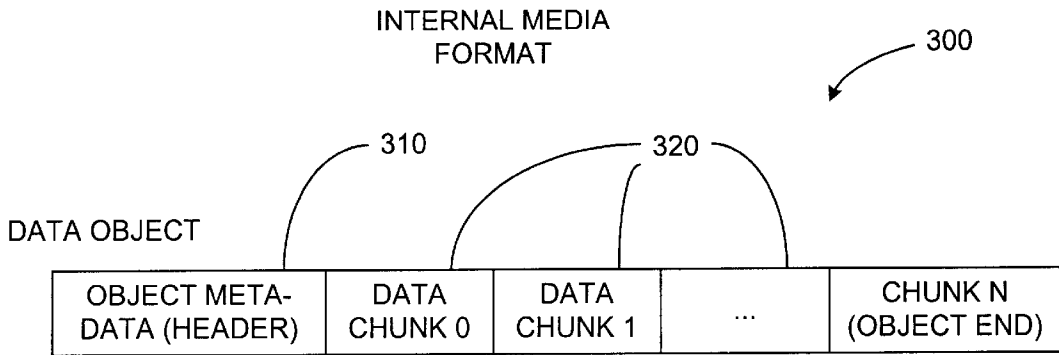 INTERNAL MEDIA
FORMAT
300
310
320
DATA OBJECT
OBJECT META-
DATA (HEADER)
DATA
CHUNK 0
DATA
CHUNK 1
...
CHUNK N
(OBJECT END)